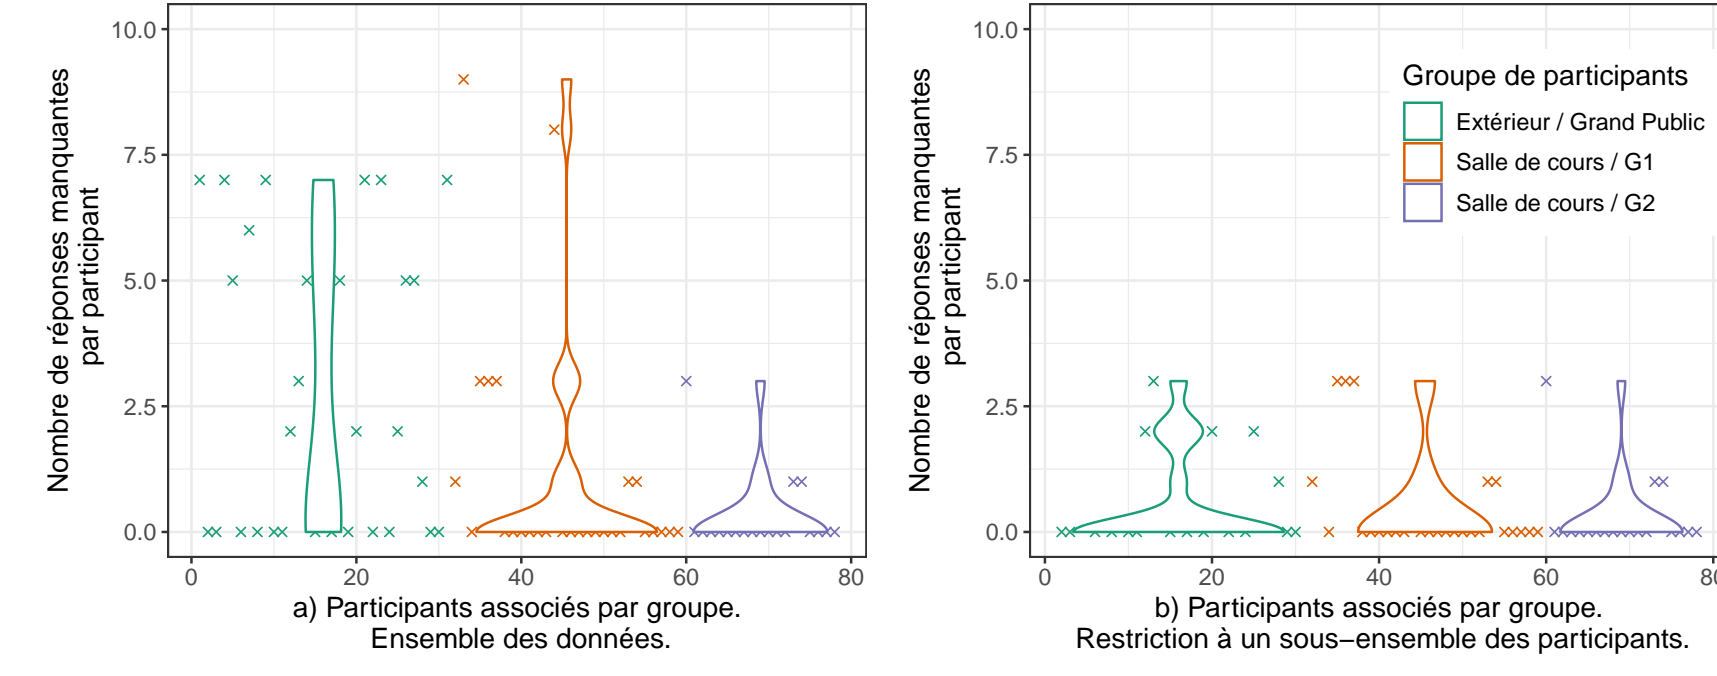 Nombre de réponses manquantes
par participant
10.0
7.5
5.0
2.5
0.0
0
20
40
60
80
a) Participants associés par groupe.
Ensemble des données.
Nombre de réponses manquantes
par participant
10.0
7.5
5.0
2.5
0.0
Groupe de participants
Extérieur / Grand Public
Salle de cours / G1
Salle de cours / G2
0
20
40
60
80
b) Participants associés par groupe.
Restriction à un sous−ensemble des participants.